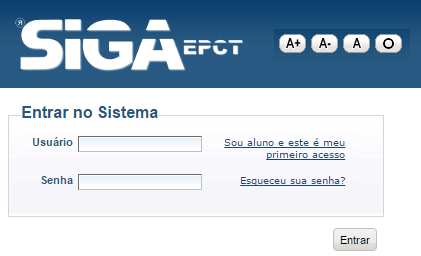 ® SiGA EPCT
A+ A- A O
Entrar no Sistema
Usuário
Sou aluno e este é meu
primeiro acesso
Senha
Esqueceu sua senha?
Entrar